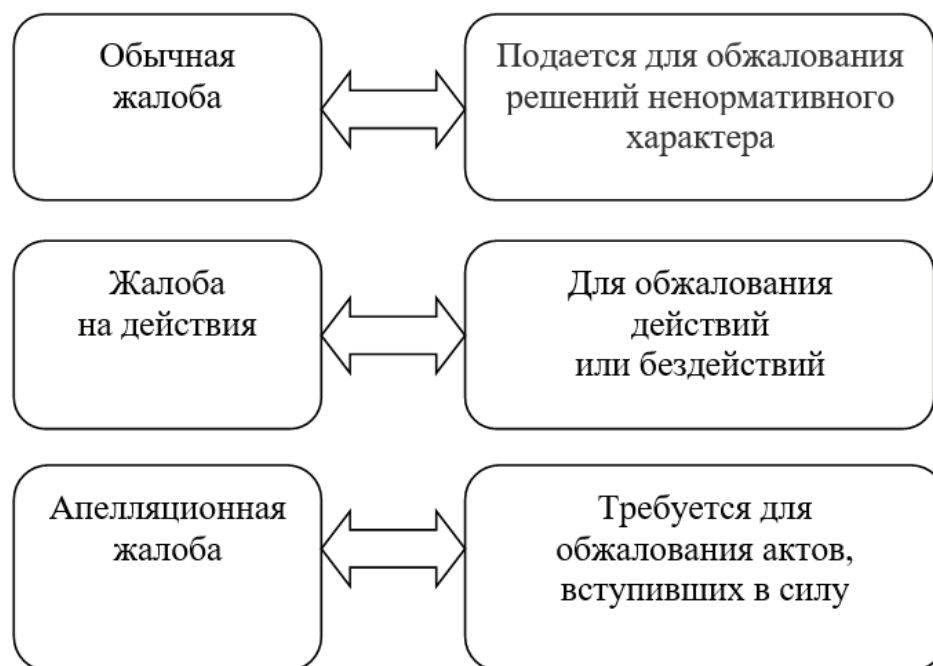 Обычная
жалоба
Подается для обжалования
решений ненормативного
характера
Жалоба
на действия
Для обжалования
действий
или бездействий
Апелляционная
жалоба
Требуется для
обжалования актов,
вступивших в силу